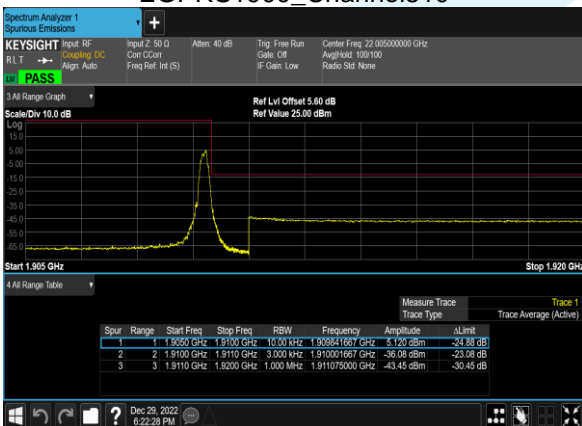 Spectrum Analyzer 1
Spurious Emissions
KEYSIGHT Input: RF Input Z: 50 Ω Atten: 40 dB Trig: Free Run Center Freq: 22.005000000 GHz
RLT Coupling: DC Corr CCorr Gate: Off Avg|Hold: 100/100
Align: Auto Freq Ref: Int (S) IF Gain: Low Radio Std: None
LM PASS
3 All Range Graph
Ref Lvl Offset 5.60 dB
Scale/Div 10.0 dB Ref Value 25.00 dBm
Log
15.0
5.00
-5.00
-15.0
-25.0
-35.0
-45.0
-55.0
-65.0
Start 1.905 GHz Stop 1.920 GHz
4 All Range Table
Measure Trace Trace 1
Trace Type Trace Average (Active)
Spur Range Start Freq Stop Freq RBW Frequency Amplitude ΔLimit
1 1 1.9050 GHz 1.9100 GHz 10.00 kHz 1.909841667 GHz 5.120 dBm -24.88 dB
2 2 1.9100 GHz 1.9110 GHz 3.000 kHz 1.910001667 GHz -36.08 dBm -23.08 dB
3 3 1.9110 GHz 1.9200 GHz 1.000 MHz 1.911075000 GHz -43.45 dBm -30.45 dB
? Dec 29, 2022
6:22:28 PM